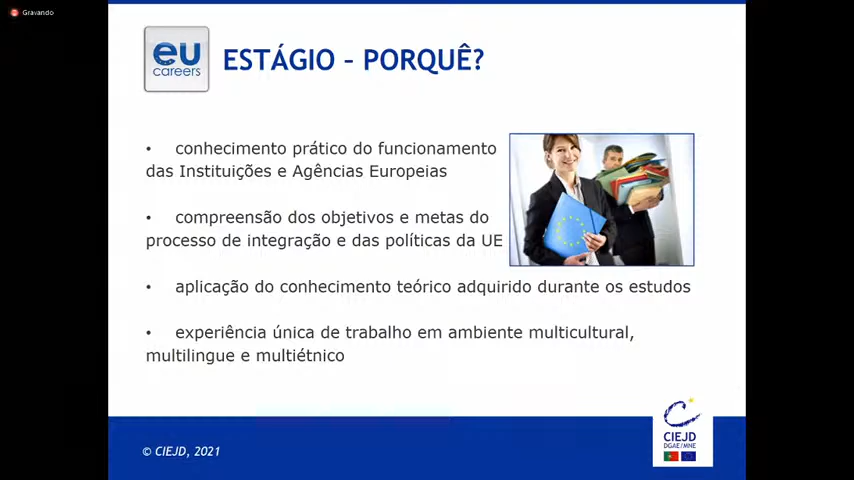 Gravando
eu
careers
ESTÁGIO – PORQUÊ?
• conhecimento prático do funcionamento
das Instituições e Agências Europeias
• compreensão dos objetivos e metas do
processo de integração e das políticas da UE
• aplicação do conhecimento teórico adquirido durante os estudos
• experiência única de trabalho em ambiente multicultural,
multilingue e multiétnico
© CIEJD, 2021
CIEJD
DGAE/MNE